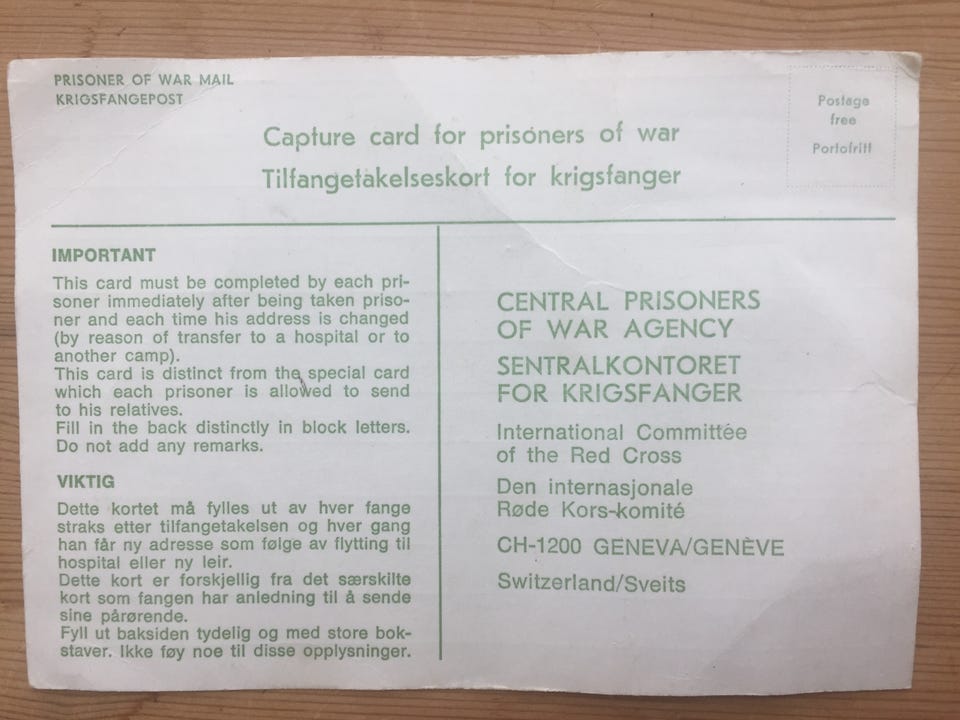 PRISONER OF WAR MAIL
KRIGSFANGEPOST
Postage
free
Portofritt
Capture card for prisoners of war
Tilfangetakelseskort for krigsfanger
IMPORTANT
This card must be completed by each pri-
soner immediately after being taken priso-
ner and each time his address is changed
(by reason of transfer to a hospital or to
another camp).
This card is distinct from the special card
which each prisoner is allowed to send
to his relatives.
Fill in the back distinctly in block letters.
Do not add any remarks.
VIKTIG
Dette kortet må fylles ut av hver fange
straks etter tilfangetakelsen og hver gang
han får ny adresse som følge av flytting til
hospital eller ny leir.
Dette kort er forskjellig fra det særskilte
kort som fangen har anledning til å sende
sine pårørende.
Fyll ut baksiden tydelig og med store bok-
staver. Ikke føy noe til disse opplysninger.
CENTRAL PRISONERS
OF WAR AGENCY
SENTRALKONTORET
FOR KRIGSFANGER
International Committée
of the Red Cross
Den internasjonale
Røde Kors-komité
CH-1200 GENEVA/GENÈVE
Switzerland/Sveits